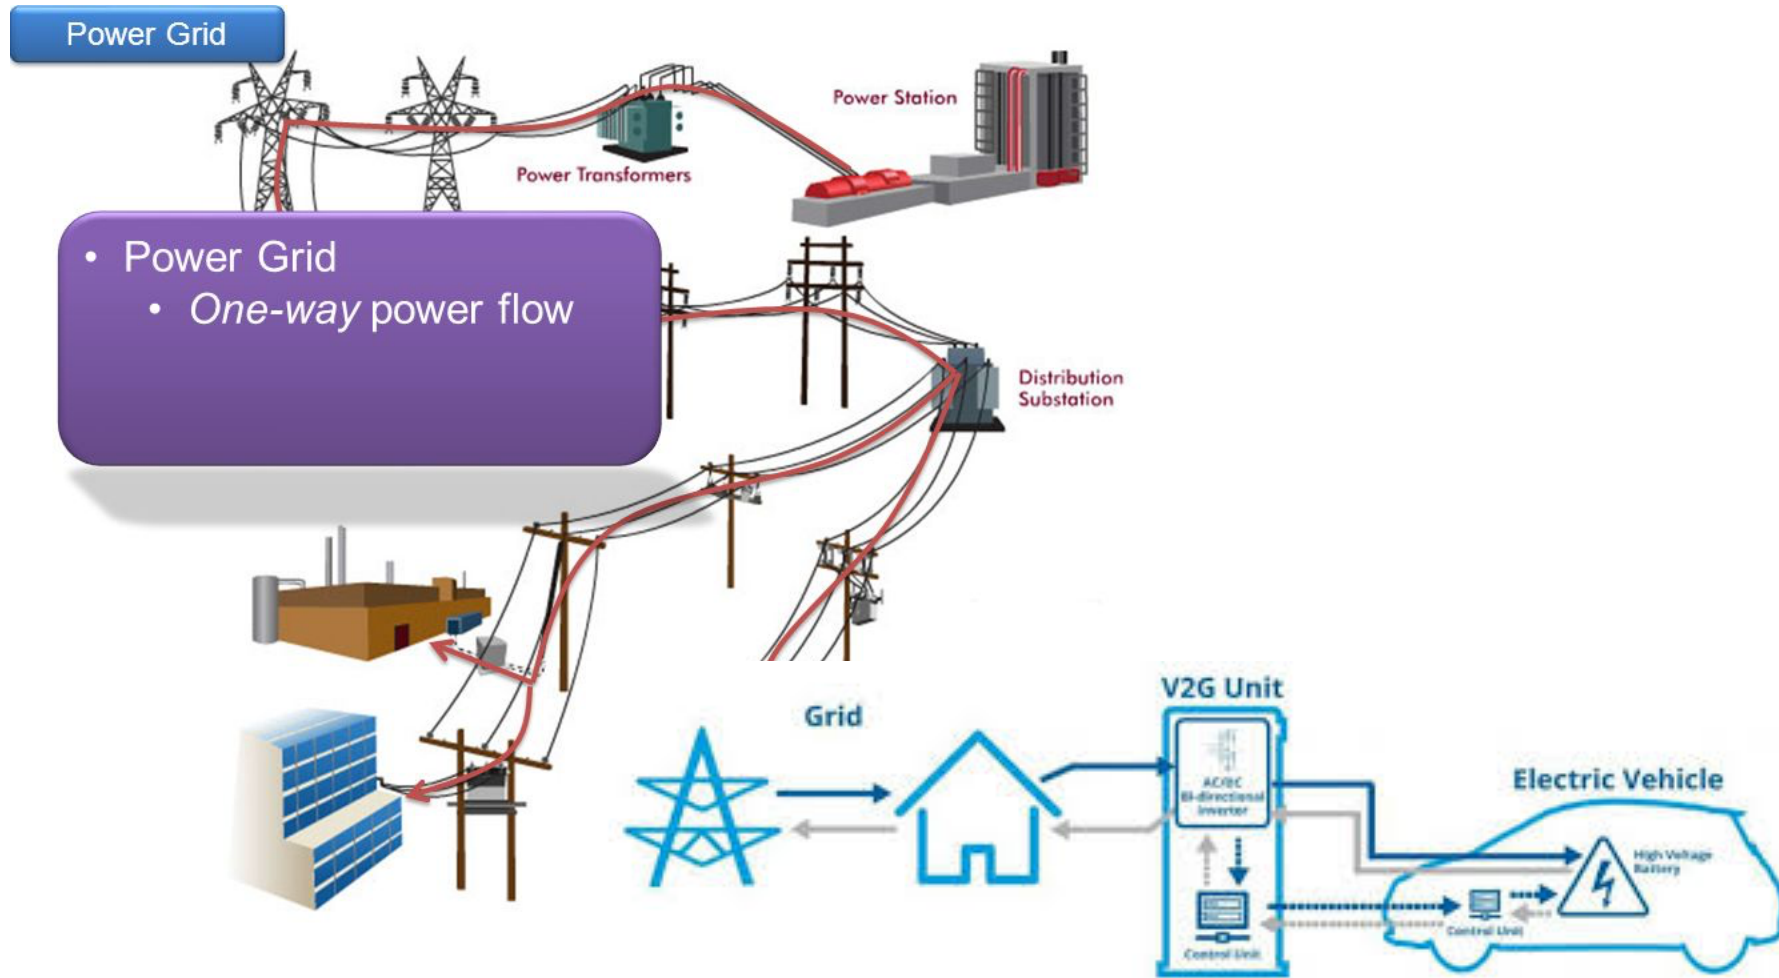 Power Grid
Power Station
Power Transformers
• Power Grid
• One-way power flow
Distribution
Substation
V2G Unit
Grid
AC/DC
Bi-directional
Inverter
Electric Vehicle
High Voltage
Battery
Control Unit
Control Unit